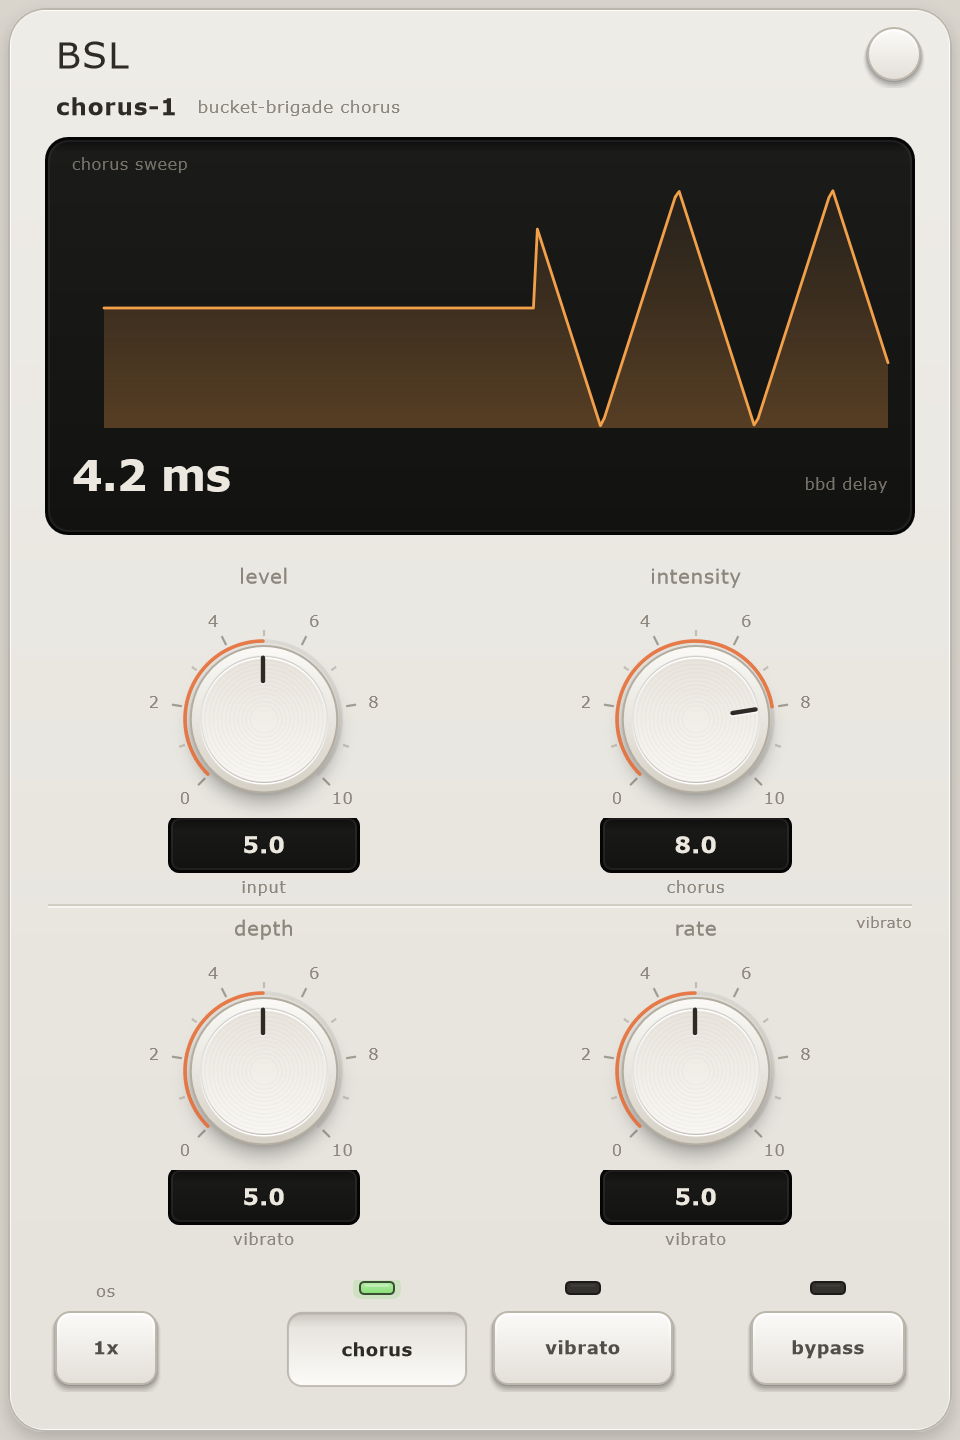 BSL
chorus-1 bucket-brigade chorus
chorus sweep
4.2 ms bbd delay
level intensity
4 6 4 6
2 8 2 8
0 10 0 10
5.0 8.0
input chorus
vibrato
depth rate
4 6 4 6
2 8 2 8
0 10 0 10
5.0 5.0
vibrato vibrato
os
1x chorus vibrato bypass